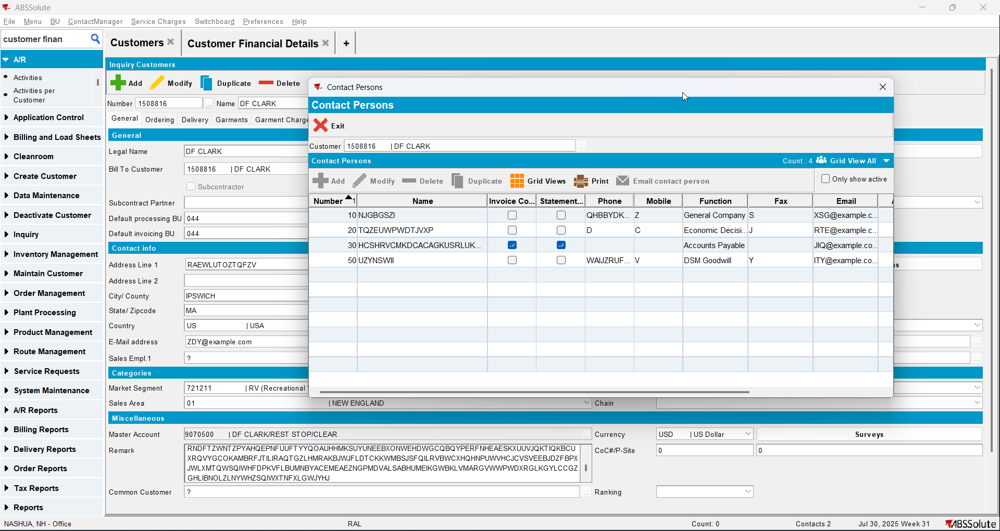 ABSSolute
File Menu BU ContactManager Service Charges Switchboard Preferences Help
customer finan
Customers
Customer Financial Details
+
A/R
Activities
Activities per
Customer
Application Control
Billing and Load Sheets
Cleanroom
Create Customer
Data Maintenance
Deactivate Customer
Inquiry
Inventory Management
Maintain Customer
Order Management
Plant Processing
Product Management
Route Management
Service Requests
System Maintenance
A/R Reports
Billing Reports
Delivery Reports
Order Reports
Tax Reports
Reports
Inquiry Customers
Add Modify Duplicate Delete
Number 1508816 ... Name DF CLARK
General Ordering Delivery Garments Garment Charge
General
Legal Name DF CLARK
Bill To Customer 1508816 | DF CLARK
Subcontractor
Subcontract Partner
Default processing BU 044
Default invoicing BU 044
Contact info
Address Line 1 RAEWLUTOZTQFZV
Address Line 2
City/ County IPSWICH
State/ Zipcode MA
Country US | USA
E-Mail address ZDY@example.com
Sales Empl.1 ?
Categories
Market Segment 721211 | RV (Recreational
Sales Area 01 | NEW ENGLAND Chain
Miscellaneous
Master Account 9070500 | DF CLARK/REST STOP/CLEAR ... Currency USD | US Dollar Surveys
Remark
RNDFTZWNTZPYAHQEPNFUUFTYYQOAUHHMKSUYUNEEBXONWEHDWGCQBQYPERFNHEAESKXUUVJQKTIQKBCU
XRQVYGCOKAMBRFJTILIRAQTGZLHMRAKBJWJFLDTCKKWMBSJSFQILRVBWCXHQHNPUWVHCJCVSVEEBJDZFBPX
JWLXMTQWSQIWHFDPKVFLBUMNBYACEMEAEZNGPMDVALSABHUMEIKGWBKLVMARGVWWPWDXRGLKGYLCCGZ
GHLIBNOLZLNYWHZSQIWXTNFXLGWJYHJ
CoC#/P-Site 0 0
Common Customer ? ... Ranking
Contact Persons
Contact Persons
Exit
Customer 1508816 | DF CLARK ...
Contact Persons Count : 4 Grid View All
Add Modify Delete Duplicate Grid Views Print Email contact person Only show active
Number 1 Name Invoice Co... Statement... Phone Mobile Function Fax Email
10 NJGBGSZI QHBBYDK... Z General Company S XSG@example.c...
20 TQZEUWPWDTJVXP D C Economic Decisi... J RTE@example.c...
30 HCSHRVCMKDCACAGKUSRLUK... Accounts Payable JIQ@example.co...
50 UZYNSWII WAIJZRUF... V DSM Goodwill Y ITY@example.co...
NASHUA, NH - Office RAL Count: 0 Contacts 2 Jul 30, 2025 Week 31 ABSSolute